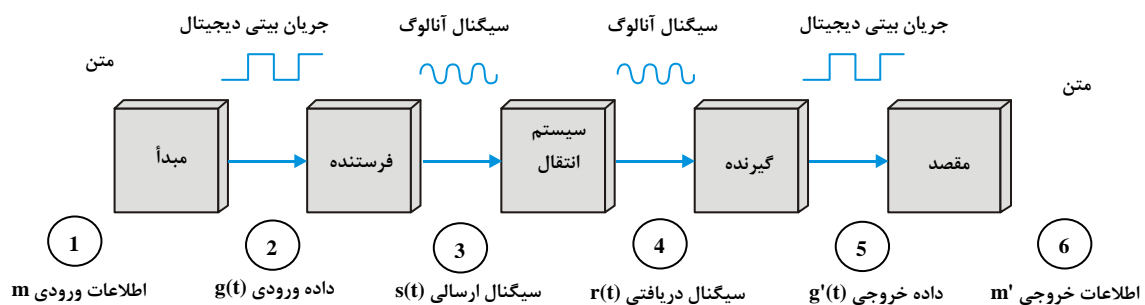 جریان بیتی دیجیتال
سیگنال آنالوگ
سیگنال آنالوگ
جریان بیتی دیجیتال
متن
متن
مبدأ
فرستنده
سیستم
انتقال
گیرنده
مقصد
1
2
3
4
5
6
اطلاعات ورودی m
داده ورودی g(t)
سیگنال ارسالی s(t)
سیگنال دریافتی r(t)
داده خروجی g'(t)
اطلاعات خروجی m'